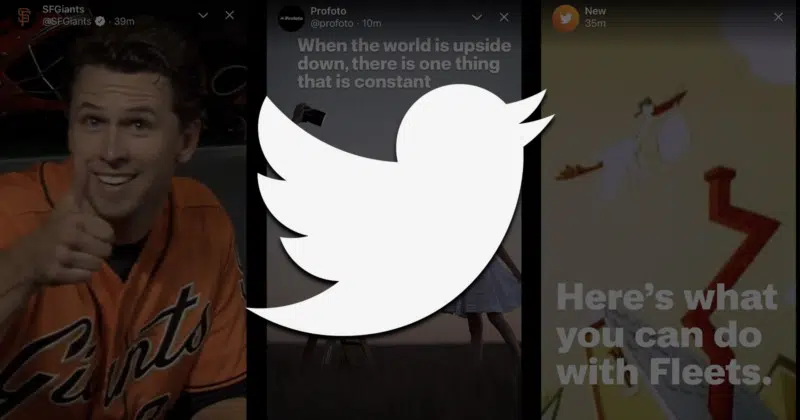 SFGiants
@SFGiants · 39m
Giants
Profoto
@profoto · 10m
When the world is upside
down, there is one thing
that is constant
New
35m
Here's what
you can do
with Fleets.